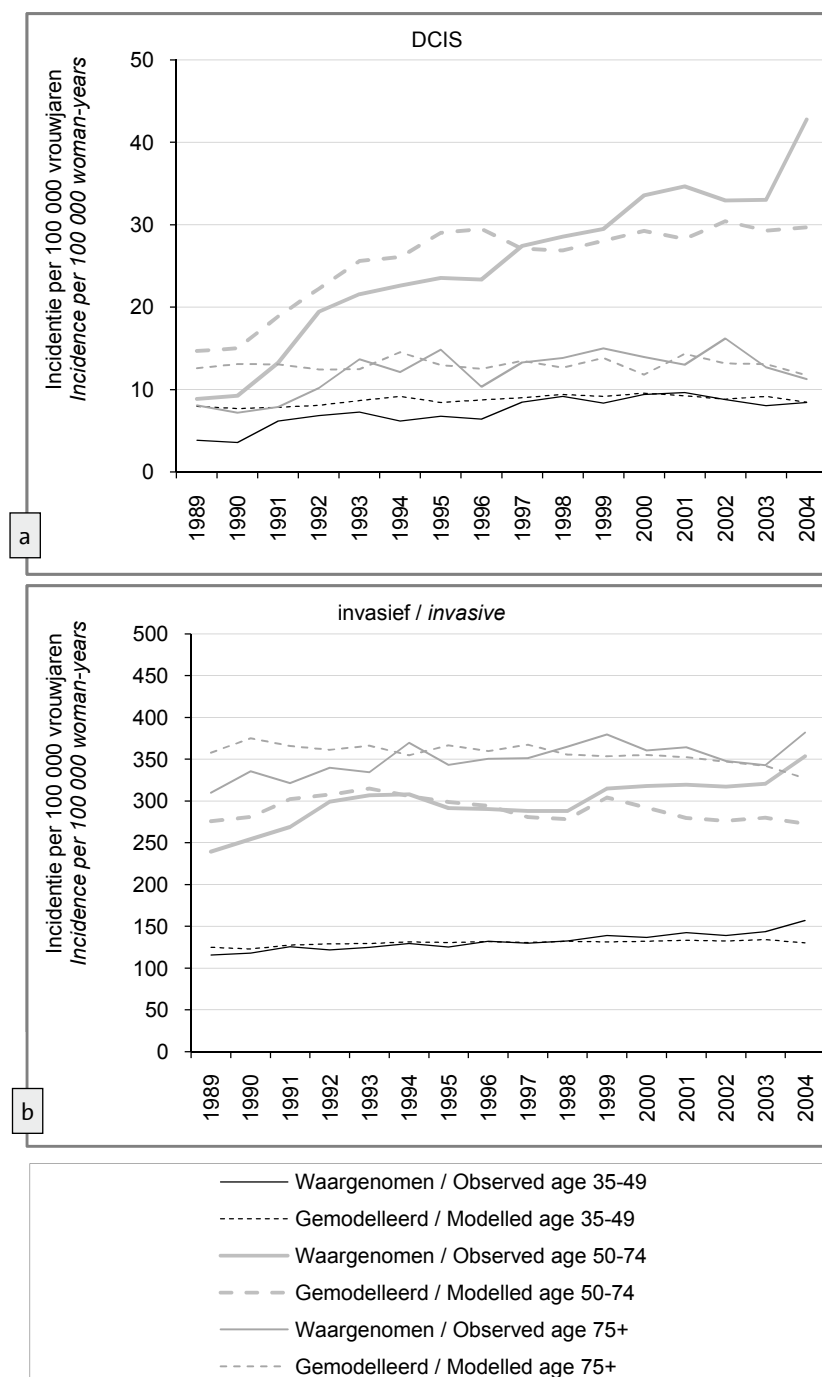 DCIS
Incidentie per 100 000 vrouwjaren
Incidence per 100 000 woman-years
50
40
30
20
10
0
1989 1990 1991 1992 1993 1994 1995 1996 1997 1998 1999 2000 2001 2002 2003 2004
a
invasief / invasive
Incidentie per 100 000 vrouwjaren
Incidence per 100 000 woman-years
500
450
400
350
300
250
200
150
100
50
0
1989 1990 1991 1992 1993 1994 1995 1996 1997 1998 1999 2000 2001 2002 2003 2004
b
Waargenomen / Observed age 35-49
Gemodelleerd / Modelled age 35-49
Waargenomen / Observed age 50-74
Gemodelleerd / Modelled age 50-74
Waargenomen / Observed age 75+
Gemodelleerd / Modelled age 75+